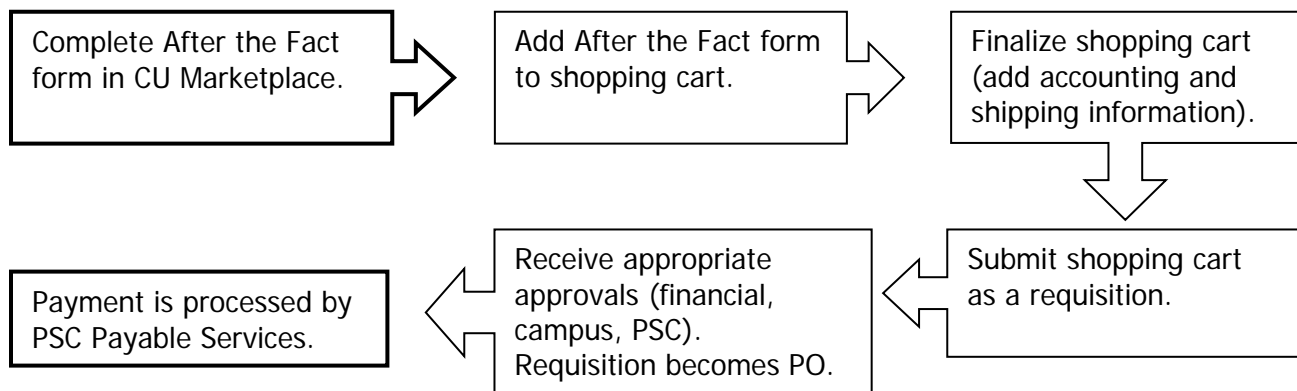 Complete After the Fact
form in CU Marketplace.
Add After the Fact form
to shopping cart.
Finalize shopping cart
(add accounting and
shipping information).
Submit shopping cart
as a requisition.
Receive appropriate
approvals (financial,
campus, PSC).
Requisition becomes PO.
Payment is processed by
PSC Payable Services.